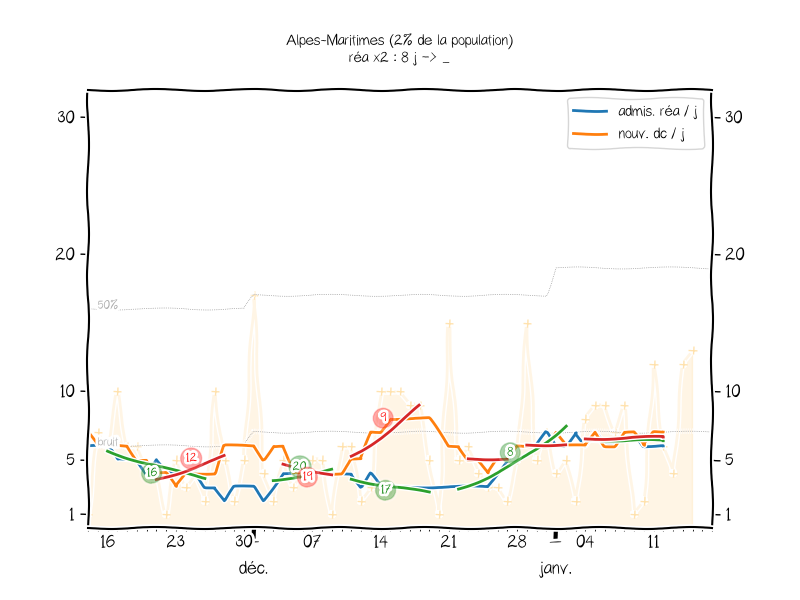 Alpes-Maritimes (2% de la population)
réa x2 : 8 j -> _
admis. réa / j
nouv. dc / j
30 30
20 20
10 10
5 5
1 1
50%
bruit
16 12 20 19 9 17 8
16 23 30 07 14 21 28 04 11
déc. janv.